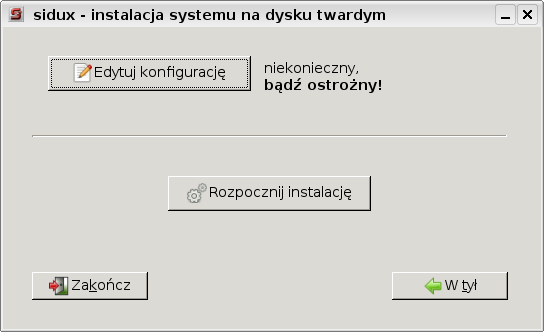 sidux - instalacja systemu na dysku twardym
Edytuj konfigurację
niekonieczny,
bądź ostrożny!
Rozpocznij instalację
Zakończ
W tył